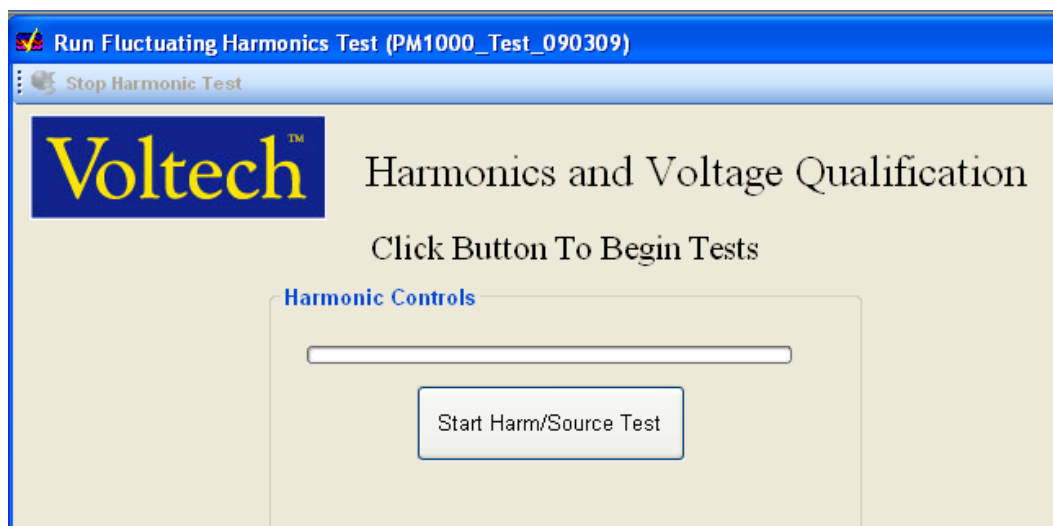 Run Fluctuating Harmonics Test (PM1000_Test_090309)
Stop Harmonic Test
Voltech™
Harmonics and Voltage Qualification
Click Button To Begin Tests
Harmonic Controls
Start Harm/Source Test